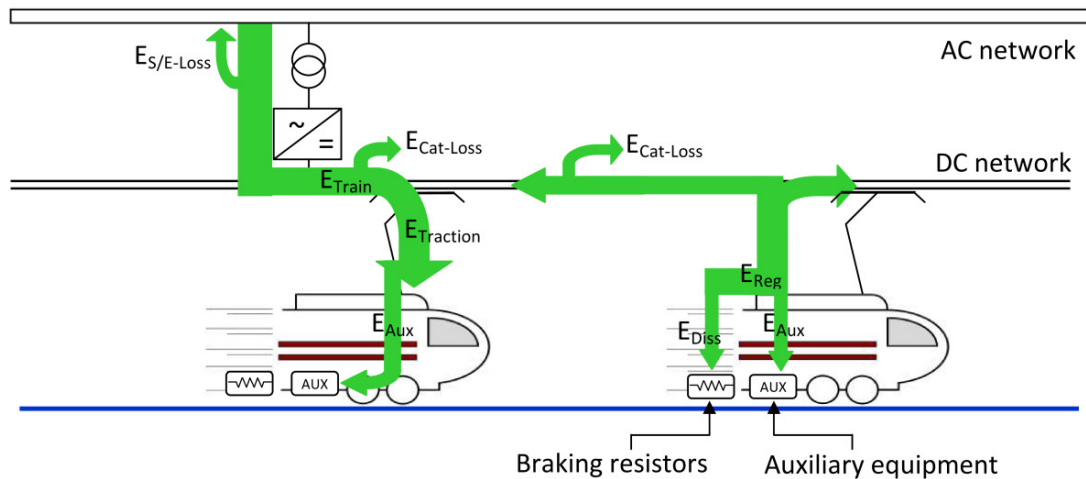 E_S/E-Loss
AC network
~
=
E_Cat-Loss
E_Cat-Loss
DC network
E_Train
E_Traction
E_Reg
E_Aux
E_Diss
E_Aux
AUX
AUX
Braking resistors
Auxiliary equipment